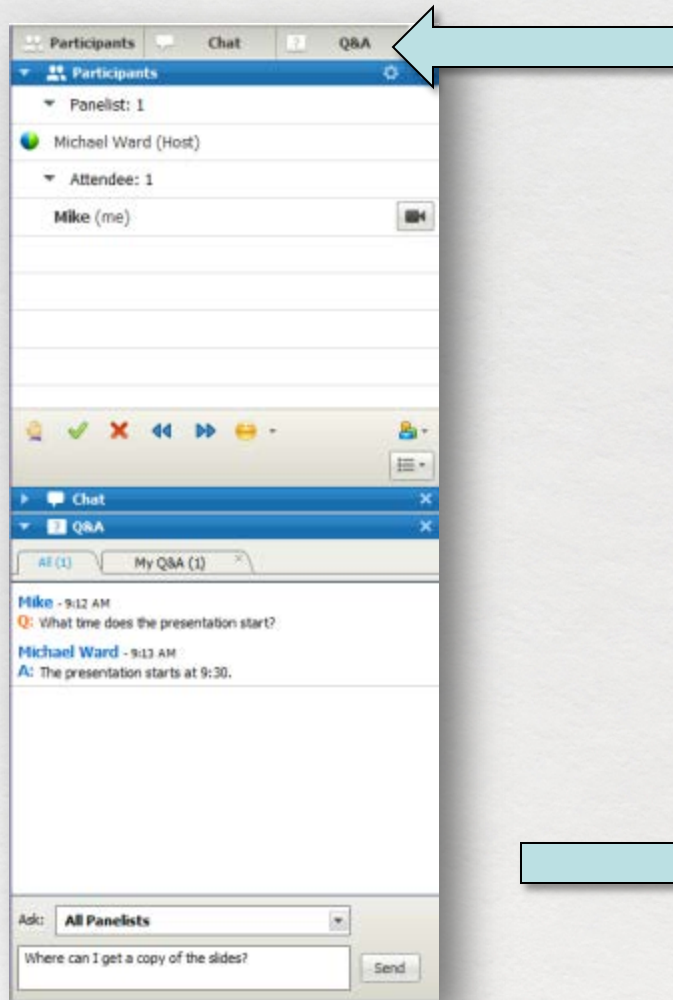 Participants Chat Q&A
Participants
Panelist: 1
Michael Ward (Host)
Attendee: 1
Mike (me)
Chat
Q&A
All (1) My Q&A (1)
Mike - 9:12 AM
Q: What time does the presentation start?
Michael Ward - 9:13 AM
A: The presentation starts at 9:30.
Ask: All Panelists
Where can I get a copy of the slides?
Send